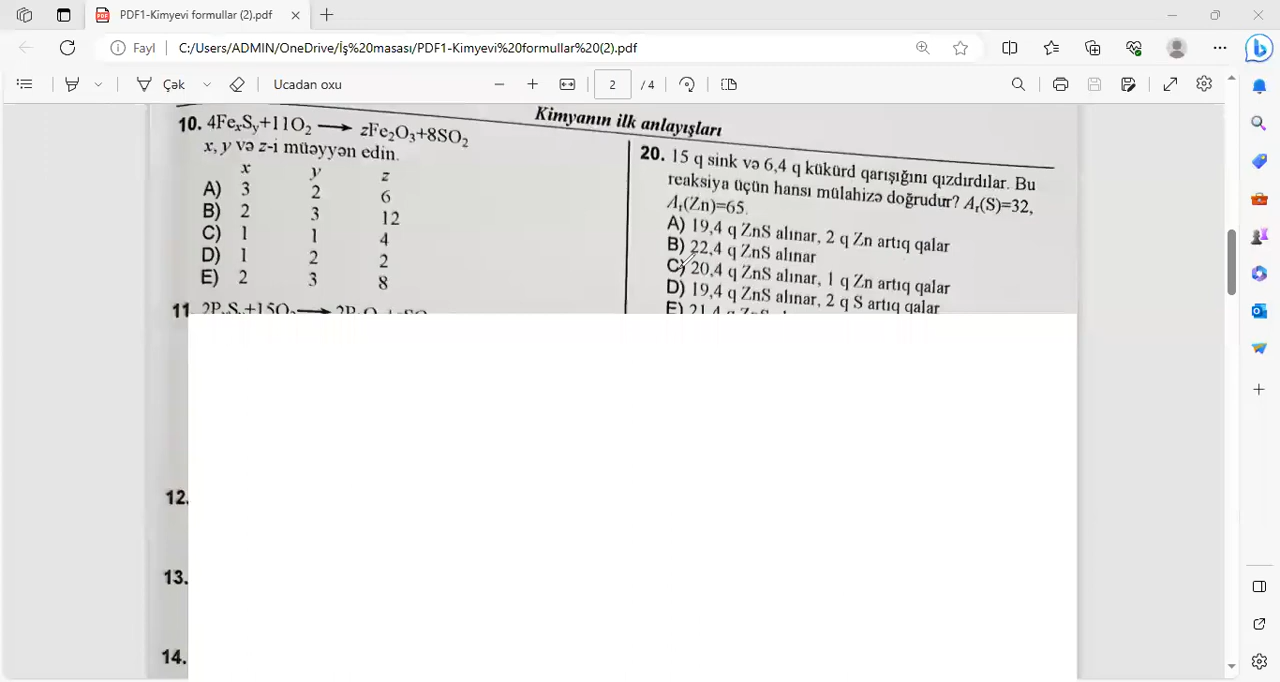 PDF1-Kimyevi formullar (2).pdf
Fayl
C:/Users/ADMIN/OneDrive/İş%20masası/PDF1-Kimyevi%20formullar%20(2).pdf
Çək
Ucadan oxu
2
/ 4
Kimyanın ilk anlayışları
10. 4FexSy+11O2 → zFe2O3+8SO2
x, y və z-i müəyyən edin.
x y z
A) 3 2 6
B) 2 3 12
C) 1 1 4
D) 1 2 2
E) 2 3 8
11
12.
13.
14.
20. 15 q sink və 6,4 q kükürd qarışığını qızdırdılar. Bu
reaksiya üçün hansı mülahizə doğrudur? Ar(S)=32,
Ar(Zn)=65.
A) 19,4 q ZnS alınar, 2 q Zn artıq qalar
B) 22,4 q ZnS alınar
C) 20,4 q ZnS alınar, 1 q Zn artıq qalar
D) 19,4 q ZnS alınar, 2 q S artıq qalar
E) 21,4 q ZnS